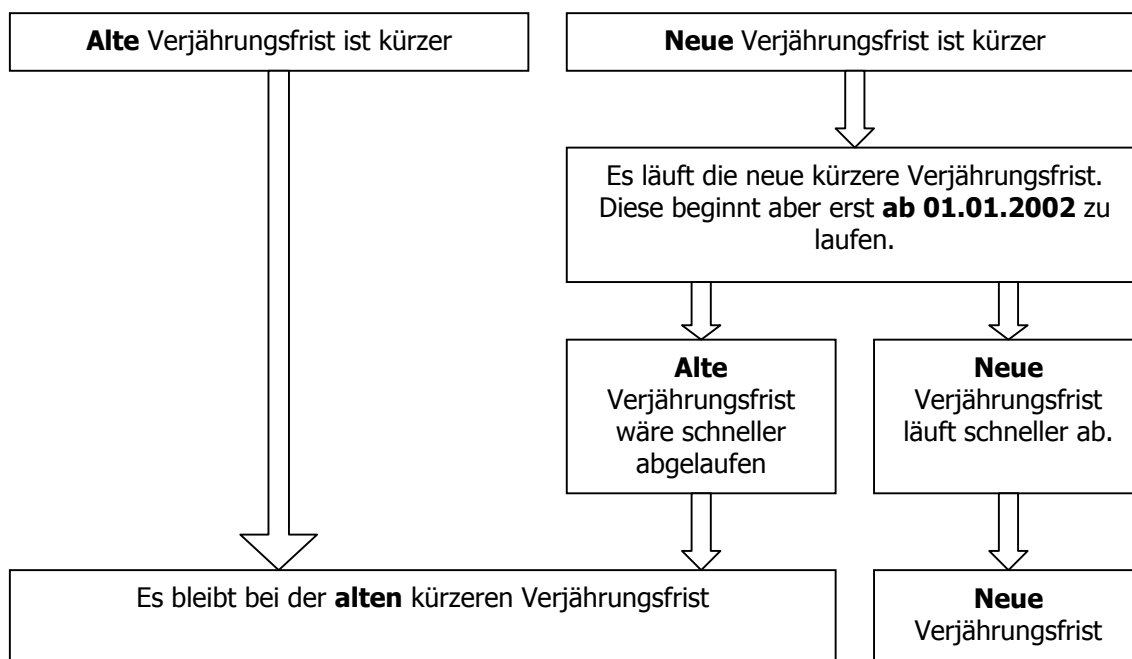 Alte Verjährungsfrist ist kürzer
Neue Verjährungsfrist ist kürzer
Es läuft die neue kürzere Verjährungsfrist.
Diese beginnt aber erst ab 01.01.2002 zu
laufen.
Alte
Verjährungsfrist
wäre schneller
abgelaufen
Neue
Verjährungsfrist
läuft schneller ab.
Es bleibt bei der alten kürzeren Verjährungsfrist
Neue
Verjährungsfrist